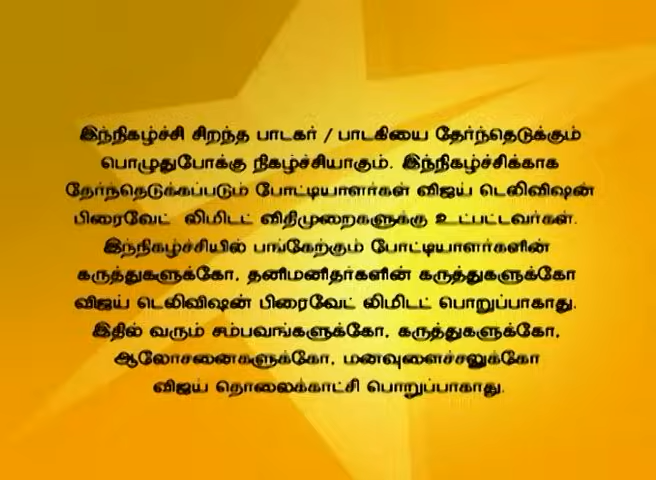 இந்நிகழ்ச்சி சிறந்த பாடகர் / பாடகியை தேர்ந்தெடுக்கும்
பொழுதுபோக்கு நிகழ்ச்சியாகும். இந்நிகழ்ச்சிக்காக
தேர்ந்தெடுக்கப்படும் போட்டியாளர்கள் விஜய் டெலிவிஷன்
பிரைவேட் லிமிடட் விதிமுறைகளுக்கு உட்பட்டவர்கள்.
இந்நிகழ்ச்சியில் பங்கேற்கும் போட்டியாளர்களின்
கருத்துகளுக்கோ, தனிமனிதர்களின் கருத்துகளுக்கோ
விஜய் டெலிவிஷன் பிரைவேட் லிமிடட் பொறுப்பாகாது.
இதில் வரும் சம்பவங்களுக்கோ, கருத்துகளுக்கோ,
ஆலோசனைகளுக்கோ, மனவுளைச்சலுக்கோ
விஜய் தொலைக்காட்சி பொறுப்பாகாது.